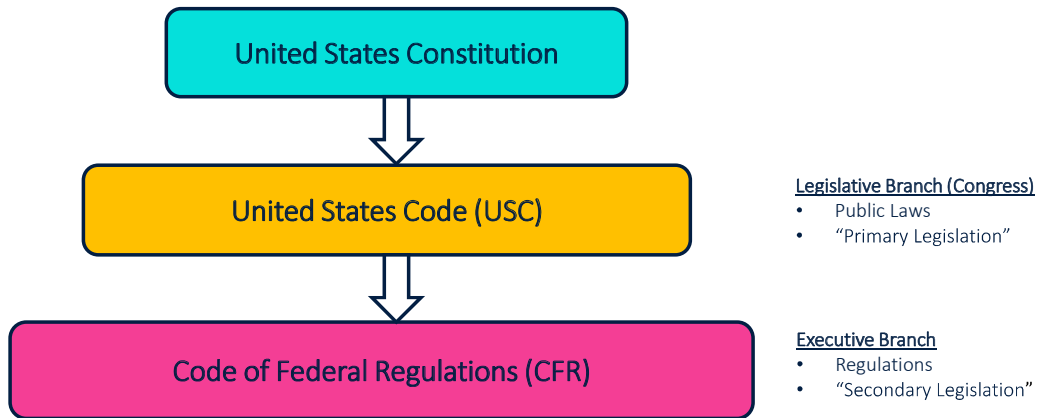 United States Constitution
United States Code (USC)
Legislative Branch (Congress)
• Public Laws
• “Primary Legislation”
Code of Federal Regulations (CFR)
Executive Branch
• Regulations
• “Secondary Legislation”